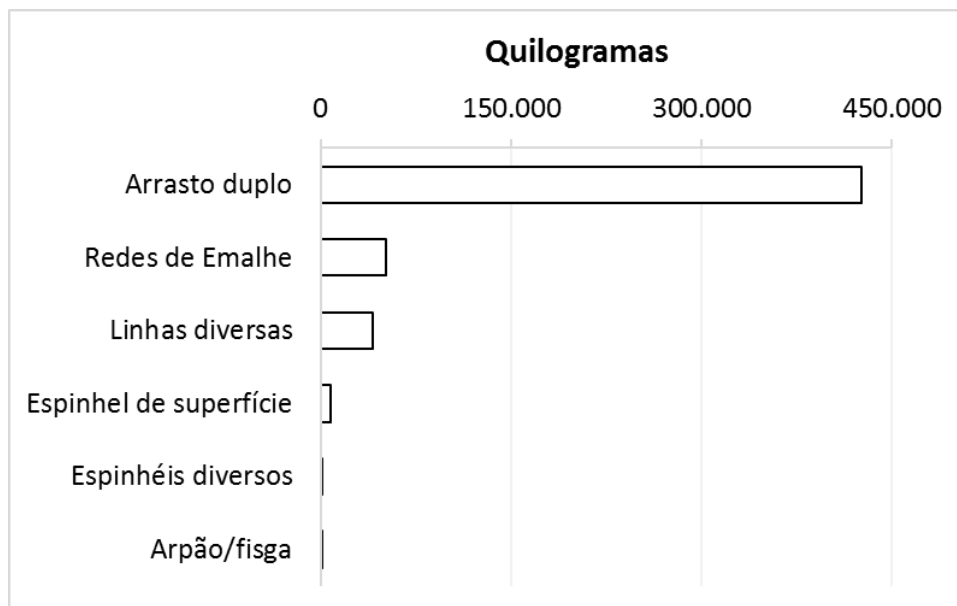 Quilogramas
0 150.000 300.000 450.000
Arrasto duplo
Redes de Emalhe
Linhas diversas
Espinhel de superfície
Espinhéis diversos
Arpão/fisga